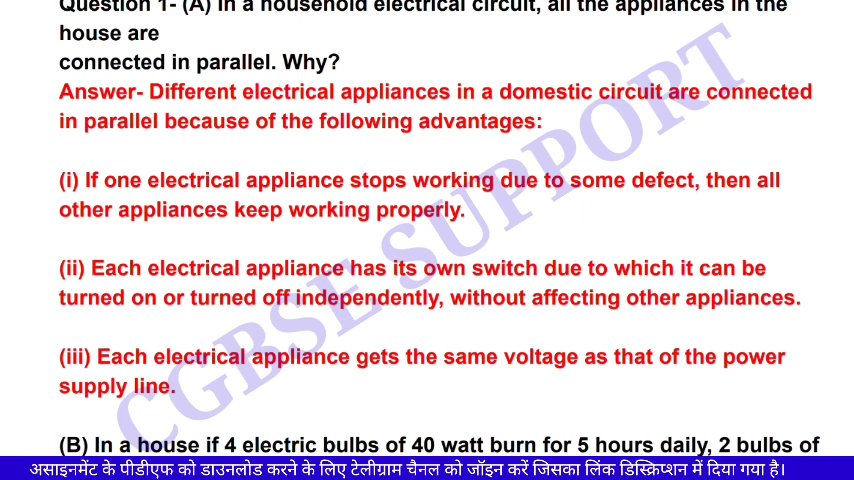 Question 1- (A) In a household electrical circuit, all the appliances in the
house are
connected in parallel. Why?
Answer- Different electrical appliances in a domestic circuit are connected
in parallel because of the following advantages:
(i) If one electrical appliance stops working due to some defect, then all
other appliances keep working properly.
(ii) Each electrical appliance has its own switch due to which it can be
turned on or turned off independently, without affecting other appliances.
(iii) Each electrical appliance gets the same voltage as that of the power
supply line.
(B) In a house if 4 electric bulbs of 40 watt burn for 5 hours daily, 2 bulbs of
CGBSE SUPPORT
असाइनमेंट के पीडीएफ को डाउनलोड करने के लिए टेलीग्राम चैनल को जॉइन करें जिसका लिंक डिस्क्रिप्शन में दिया गया है।